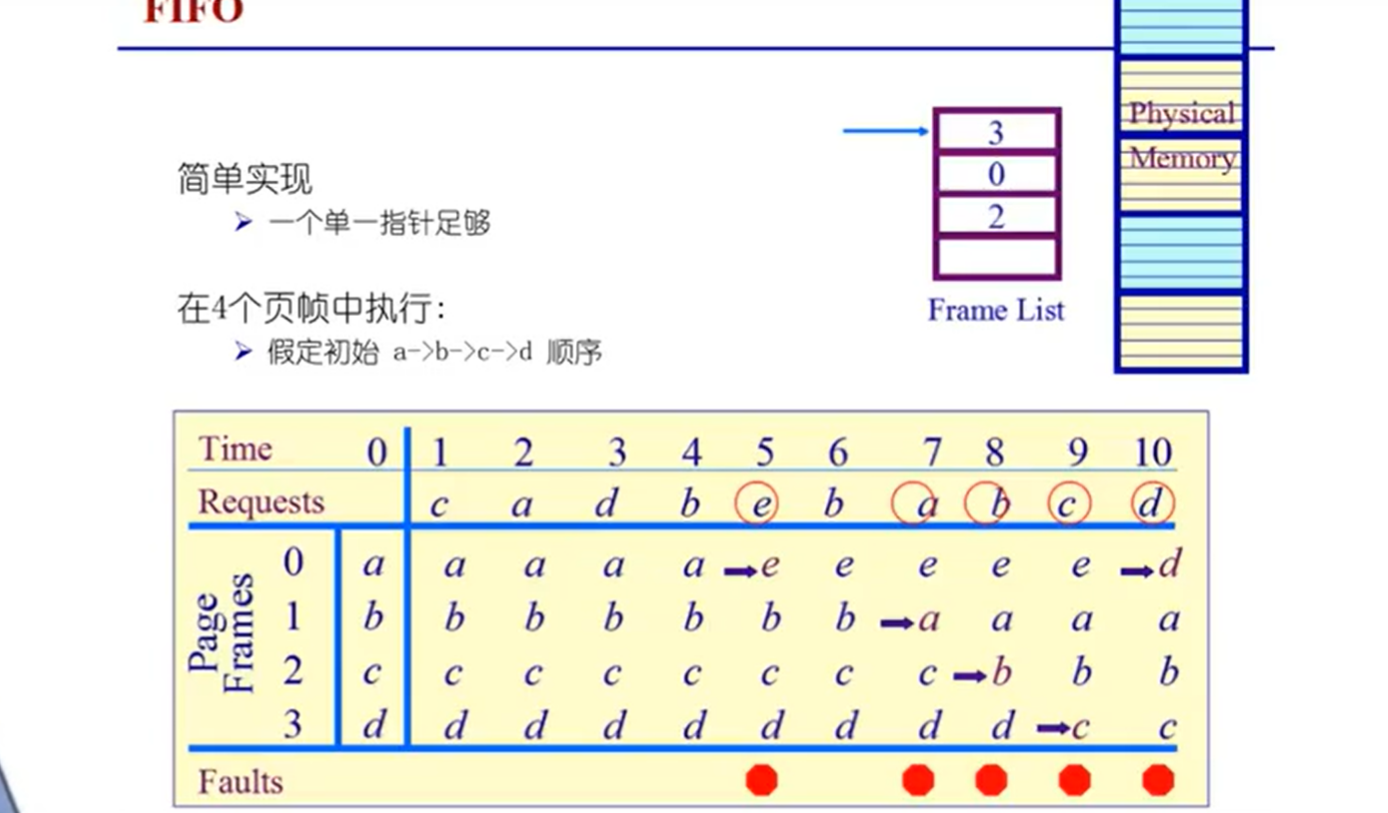 FIFO
3
0
2
Frame List
Physical
Memory
简单实现
➢ 一个单一指针足够
在4个页帧中执行:
➢ 假定初始 a->b->c->d 顺序
Time 0 1 2 3 4 5 6 7 8 9 10
Requests c a d b e b a b c d
Page Frames
0 a a a a a e e e e e d
1 b b b b b b b a a a a
2 c c c c c c c c b b b
3 d d d d d d d d d c c
Faults